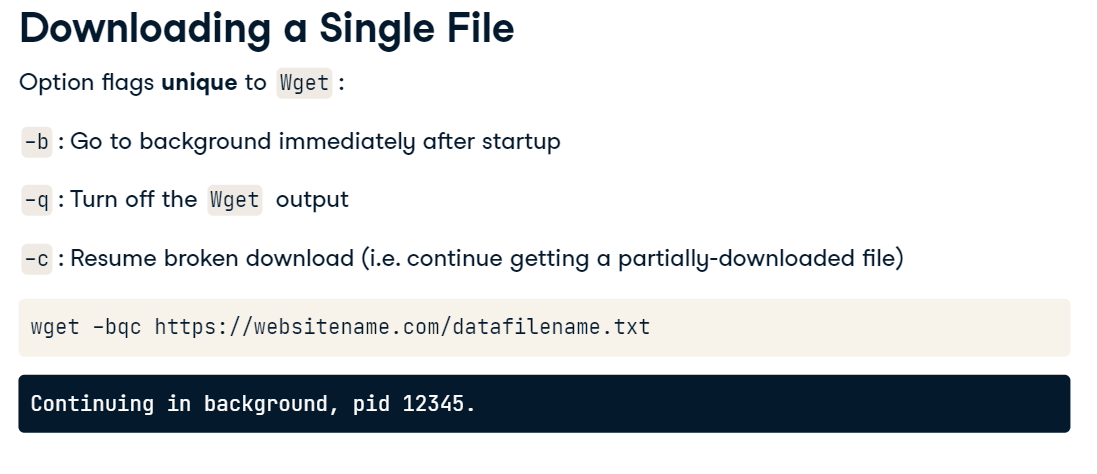 Downloading a Single File
Option flags unique to Wget :
-b : Go to background immediately after startup
-q : Turn off the Wget output
-c : Resume broken download (i.e. continue getting a partially-downloaded file)
wget -bqc https://websitename.com/datafilename.txt
Continuing in background, pid 12345.